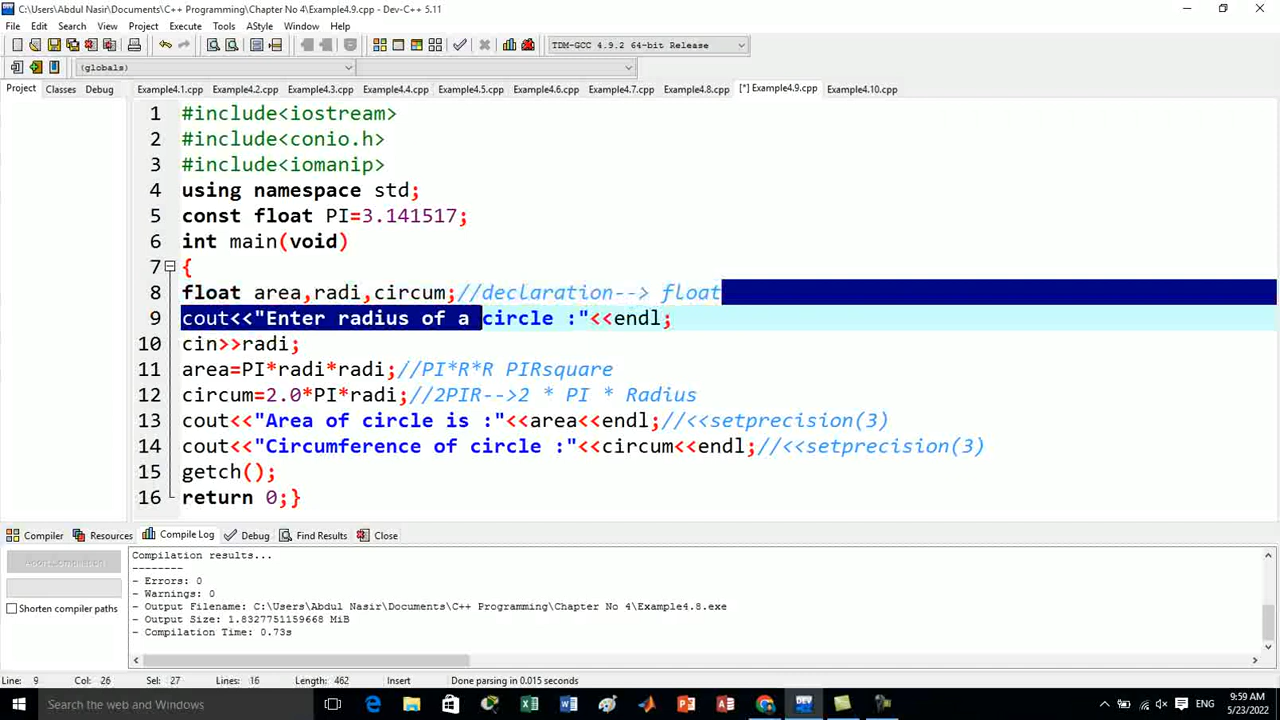 C:\Users\Abdul Nasir\Documents\C++ Programming\Chapter No 4\Example4.9.cpp - Dev-C++ 5.11
File Edit Search View Project Execute Tools AStyle Window Help
TDM-GCC 4.9.2 64-bit Release
(globals)
Project Classes Debug Example4.1.cpp Example4.2.cpp Example4.3.cpp Example4.4.cpp Example4.5.cpp Example4.6.cpp Example4.7.cpp Example4.8.cpp [*] Example4.9.cpp Example4.10.cpp
1 #include<iostream>
2 #include<conio.h>
3 #include<iomanip>
4 using namespace std;
5 const float PI=3.141517;
6 int main(void)
7 {
8 float area,radi,circum;//declaration--> float
9 cout<<"Enter radius of a circle :"<<endl;
10 cin>>radi;
11 area=PI*radi*radi;//PI*R*R PIRsquare
12 circum=2.0*PI*radi;//2PIR-->2 * PI * Radius
13 cout<<"Area of circle is :"<<area<<endl;//<<setprecision(3)
14 cout<<"Circumference of circle :"<<circum<<endl;//<<setprecision(3)
15 getch();
16 return 0;}
Compiler Resources Compile Log Debug Find Results Close
Compilation results...
Abort Compilation
--------
- Errors: 0
- Warnings: 0
Shorten compiler paths
- Output Filename: C:\Users\Abdul Nasir\Documents\C++ Programming\Chapter No 4\Example4.8.exe
- Output Size: 1.8327751159668 MiB
- Compilation Time: 0.73s
Line: 9 Col: 26 Sel: 27 Lines: 16 Length: 462 Insert Done parsing in 0.015 seconds
Search the web and Windows
DEV
ENG
9:59 AM
5/23/2022